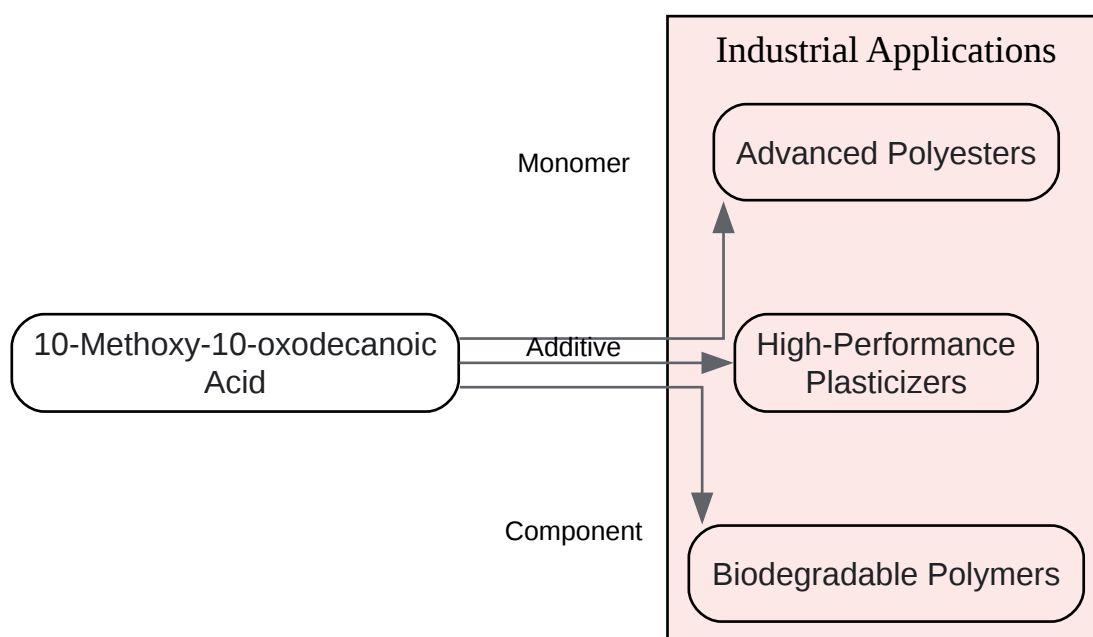 Industrial Applications
Monomer
Advanced Polyesters
10-Methoxy-10-oxodecanoic
Acid
Additive
High-Performance
Plasticizers
Component
Biodegradable Polymers